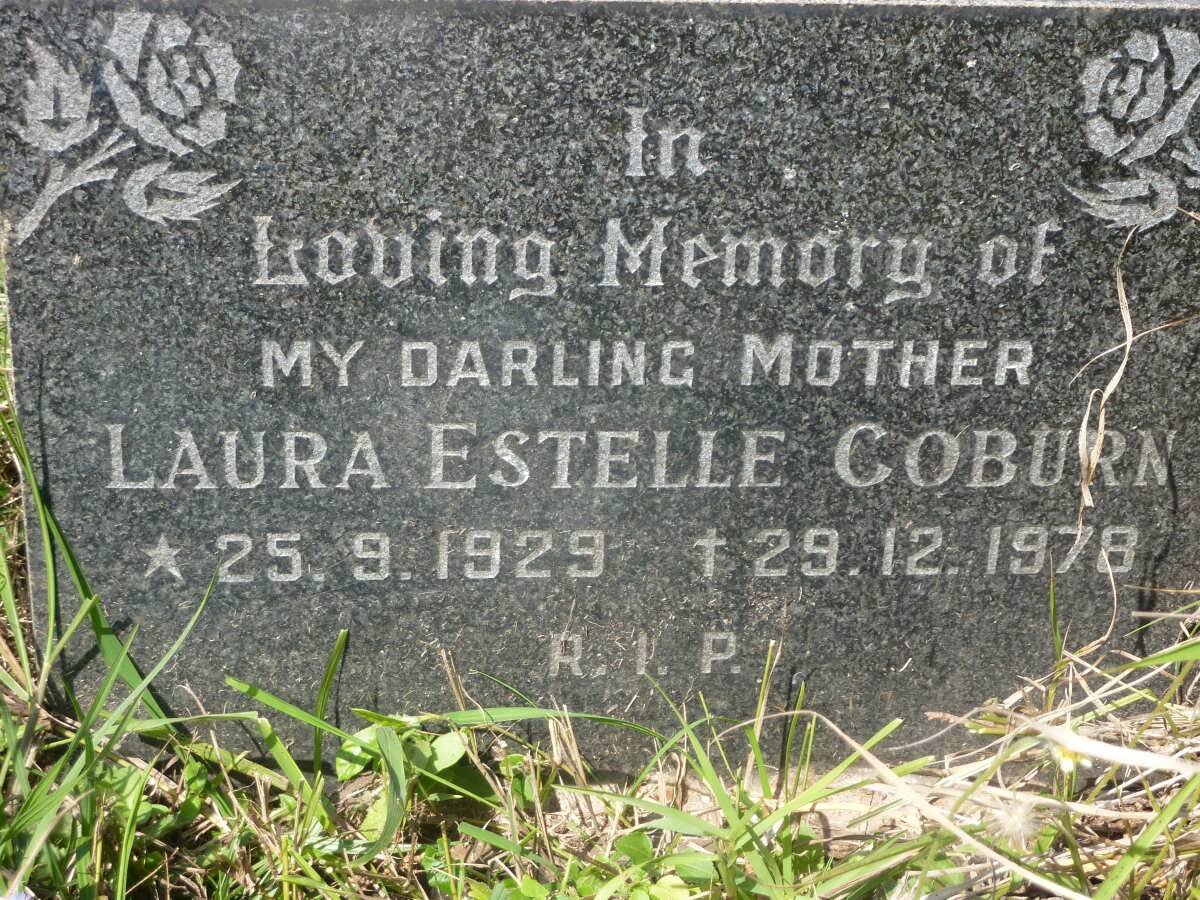 In
Loving Memory of
MY DARLING MOTHER
LAURA ESTELLE COBURN
★ 25.9.1929 † 29.12.1978
R.I.P.